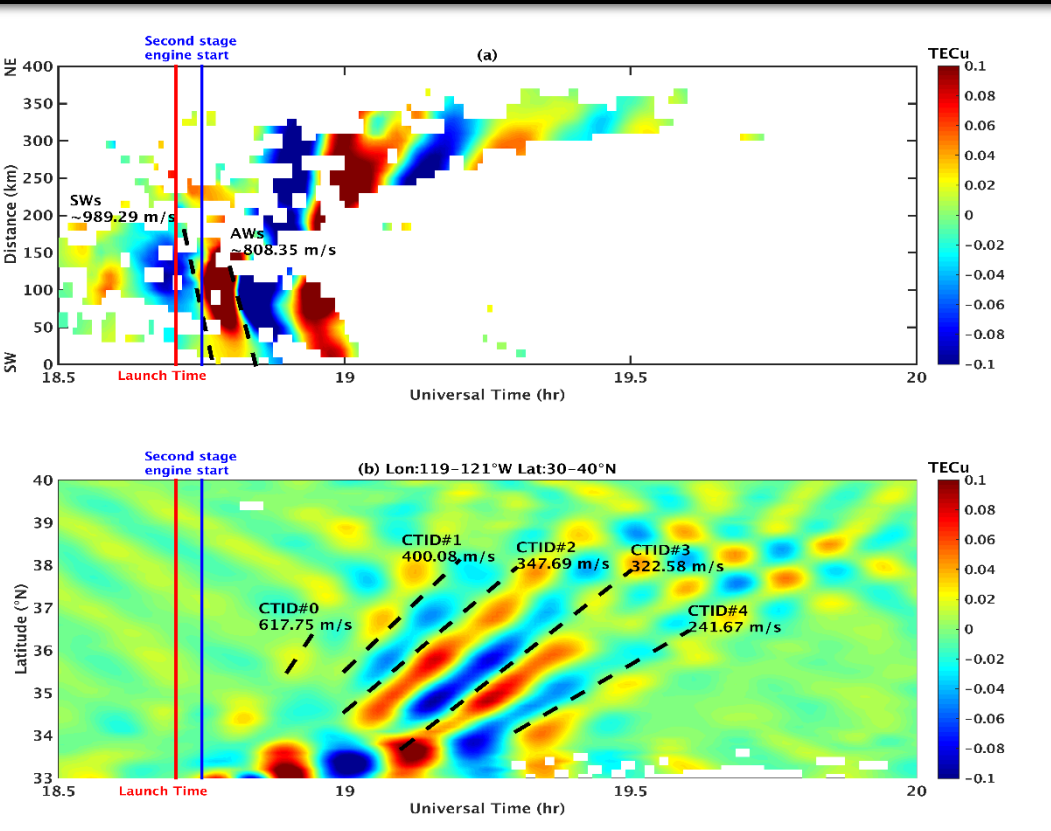 Second stage
engine start
(a)
TECu
NE
400
350
300
250
200
150
100
50
0
SW
Distance (km)
SWs
~989.29 m/s
AWs
~808.35 m/s
0.1
0.08
0.06
0.04
0.02
0
-0.02
-0.04
-0.06
-0.08
-0.1
18.5
Launch Time
19
19.5
20
Universal Time (hr)
Second stage
engine start
(b) Lon:119-121°W Lat:30-40°N
TECu
40
39
38
37
36
35
34
33
Latitude (°N)
CTID#0
617.75 m/s
CTID#1
400.08 m/s
CTID#2
347.69 m/s
CTID#3
322.58 m/s
CTID#4
241.67 m/s
0.1
0.08
0.06
0.04
0.02
0
-0.02
-0.04
-0.06
-0.08
-0.1
18.5
Launch Time
19
19.5
20
Universal Time (hr)